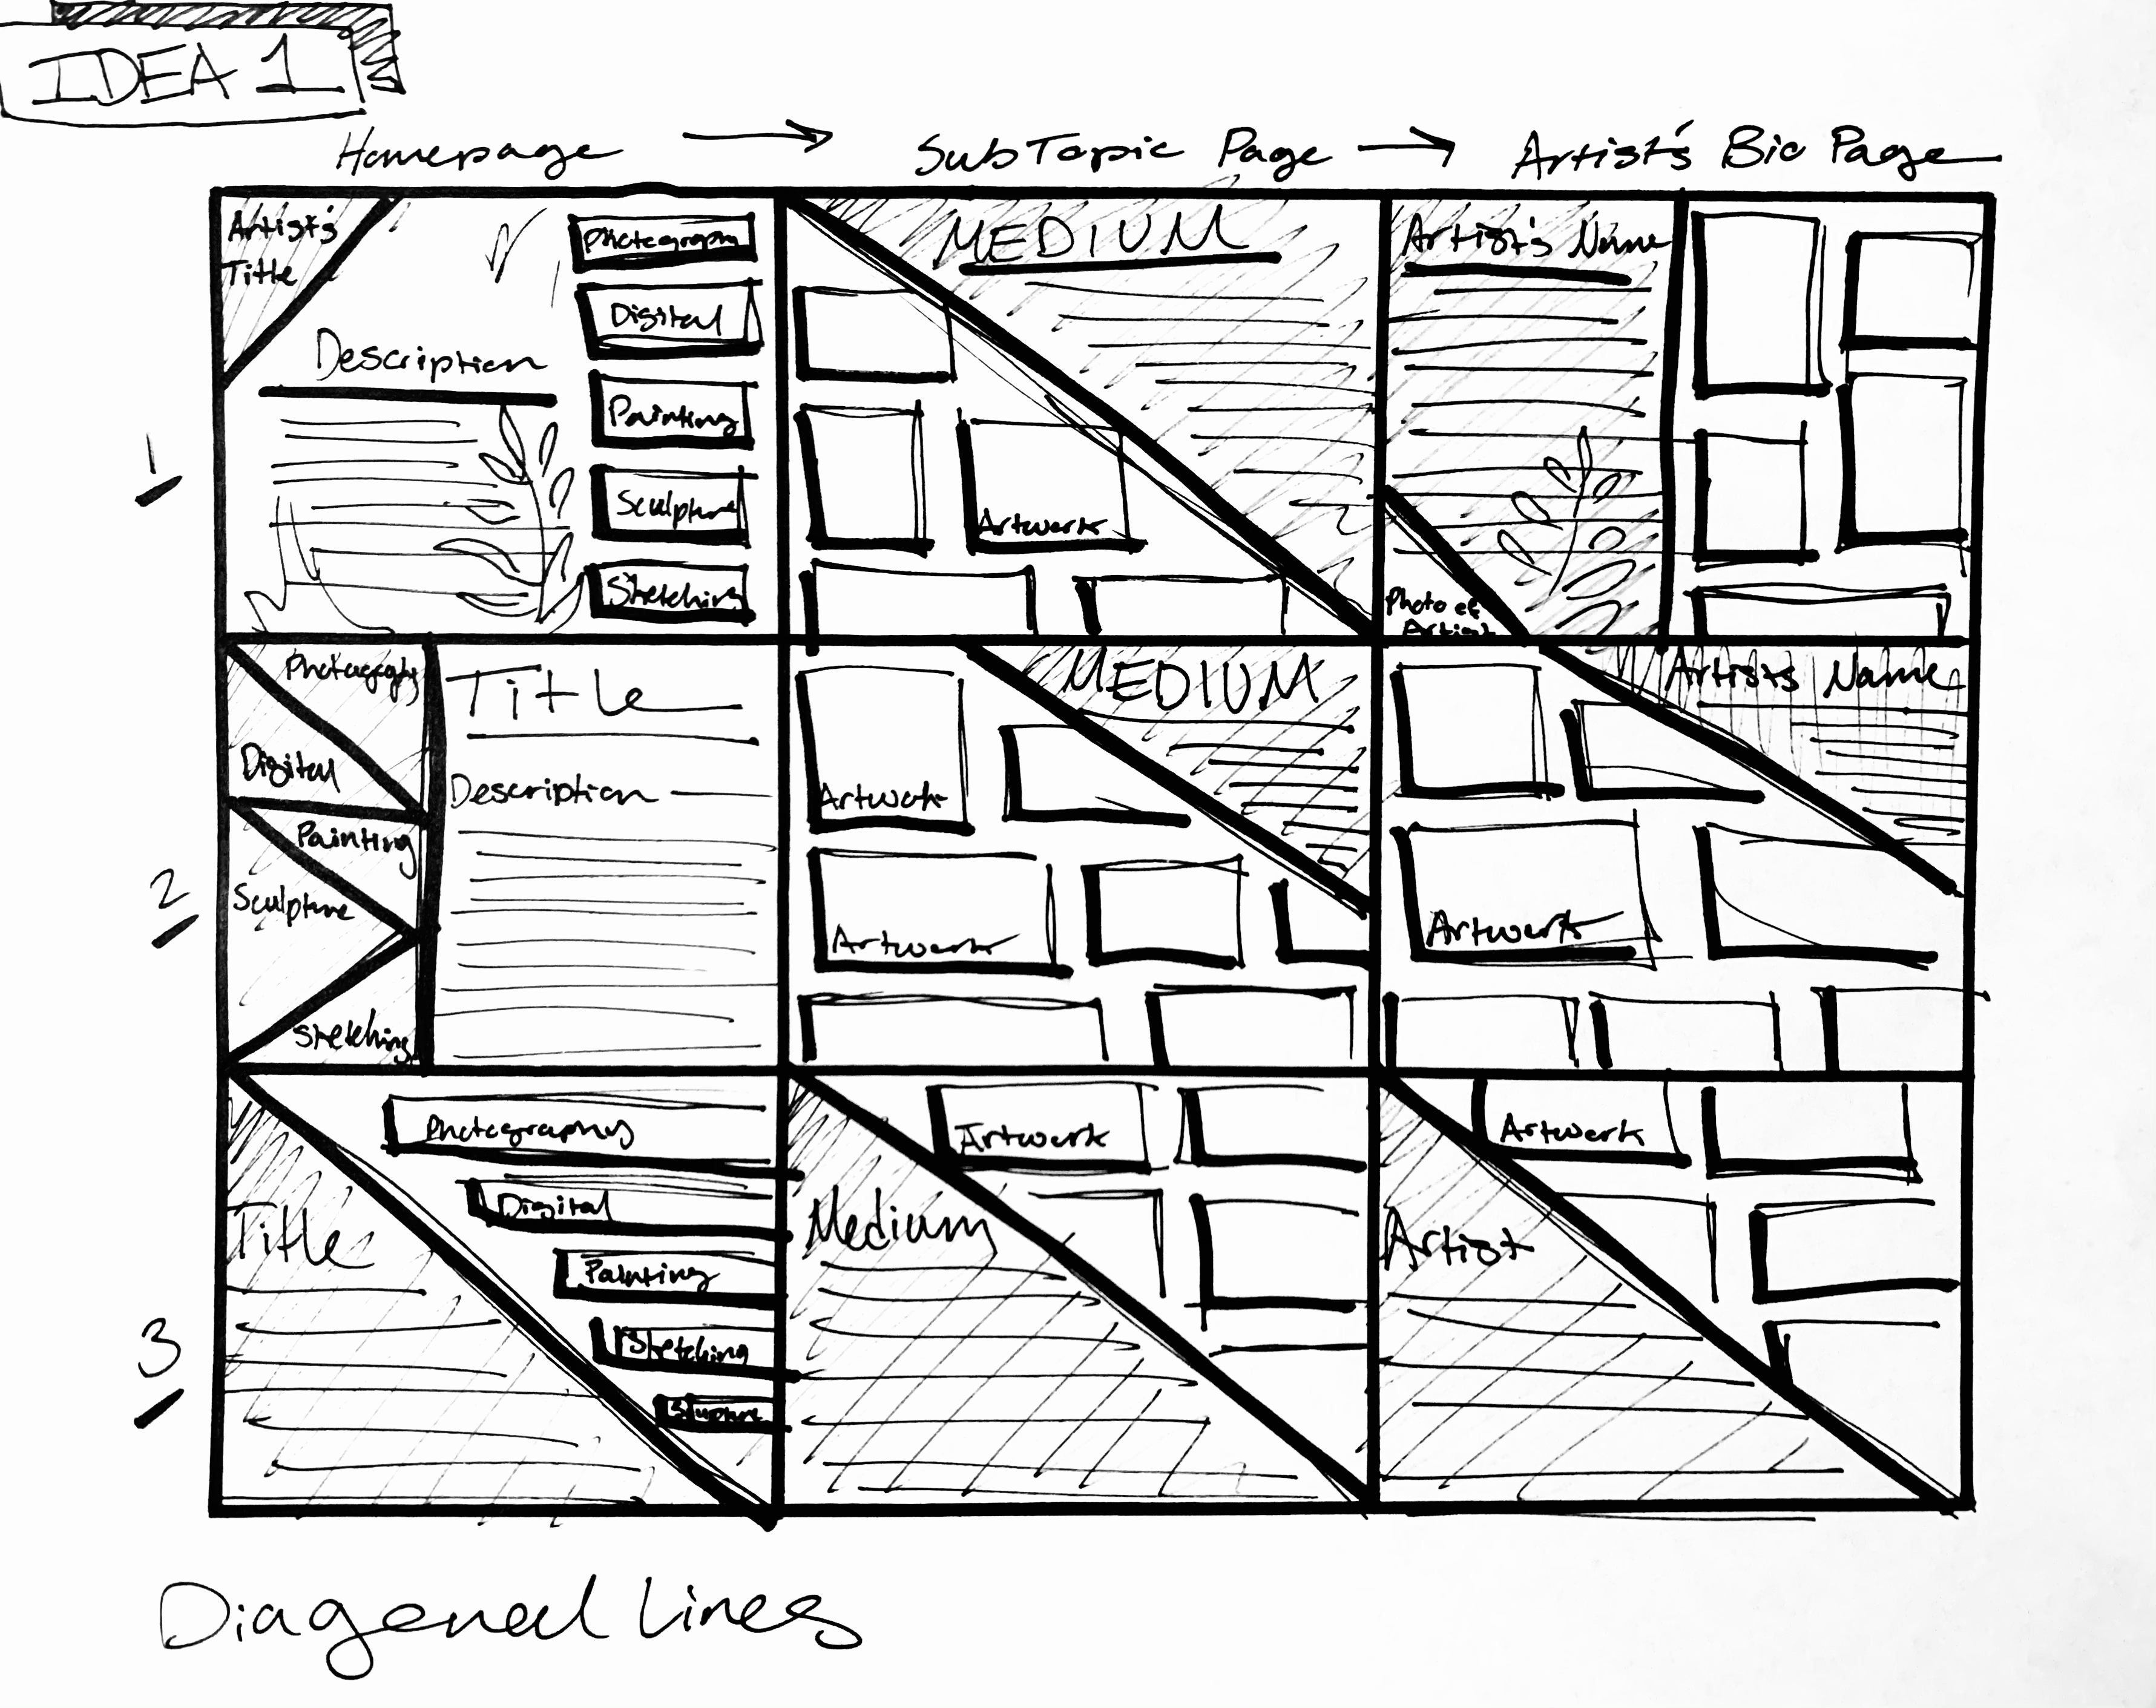 IDEA 1
Homepage → SubTopic Page → Artist's Bio Page
1
Artist's
Title
Description
Photography
Digital
Painting
Sculpture
Sketching
MEDIUM
Artwork
Artist's Name
Photo of
Artist
2
Photography
Digital
Painting
Sculpture
Sketching
Title
Description
MEDIUM
Artwork
Artwork
Artists Name
Artwork
3
Title
Photography
Digital
Painting
Sketching
Sculpture
Medium
Artwork
Artist
Artwork
Diagonal Lines